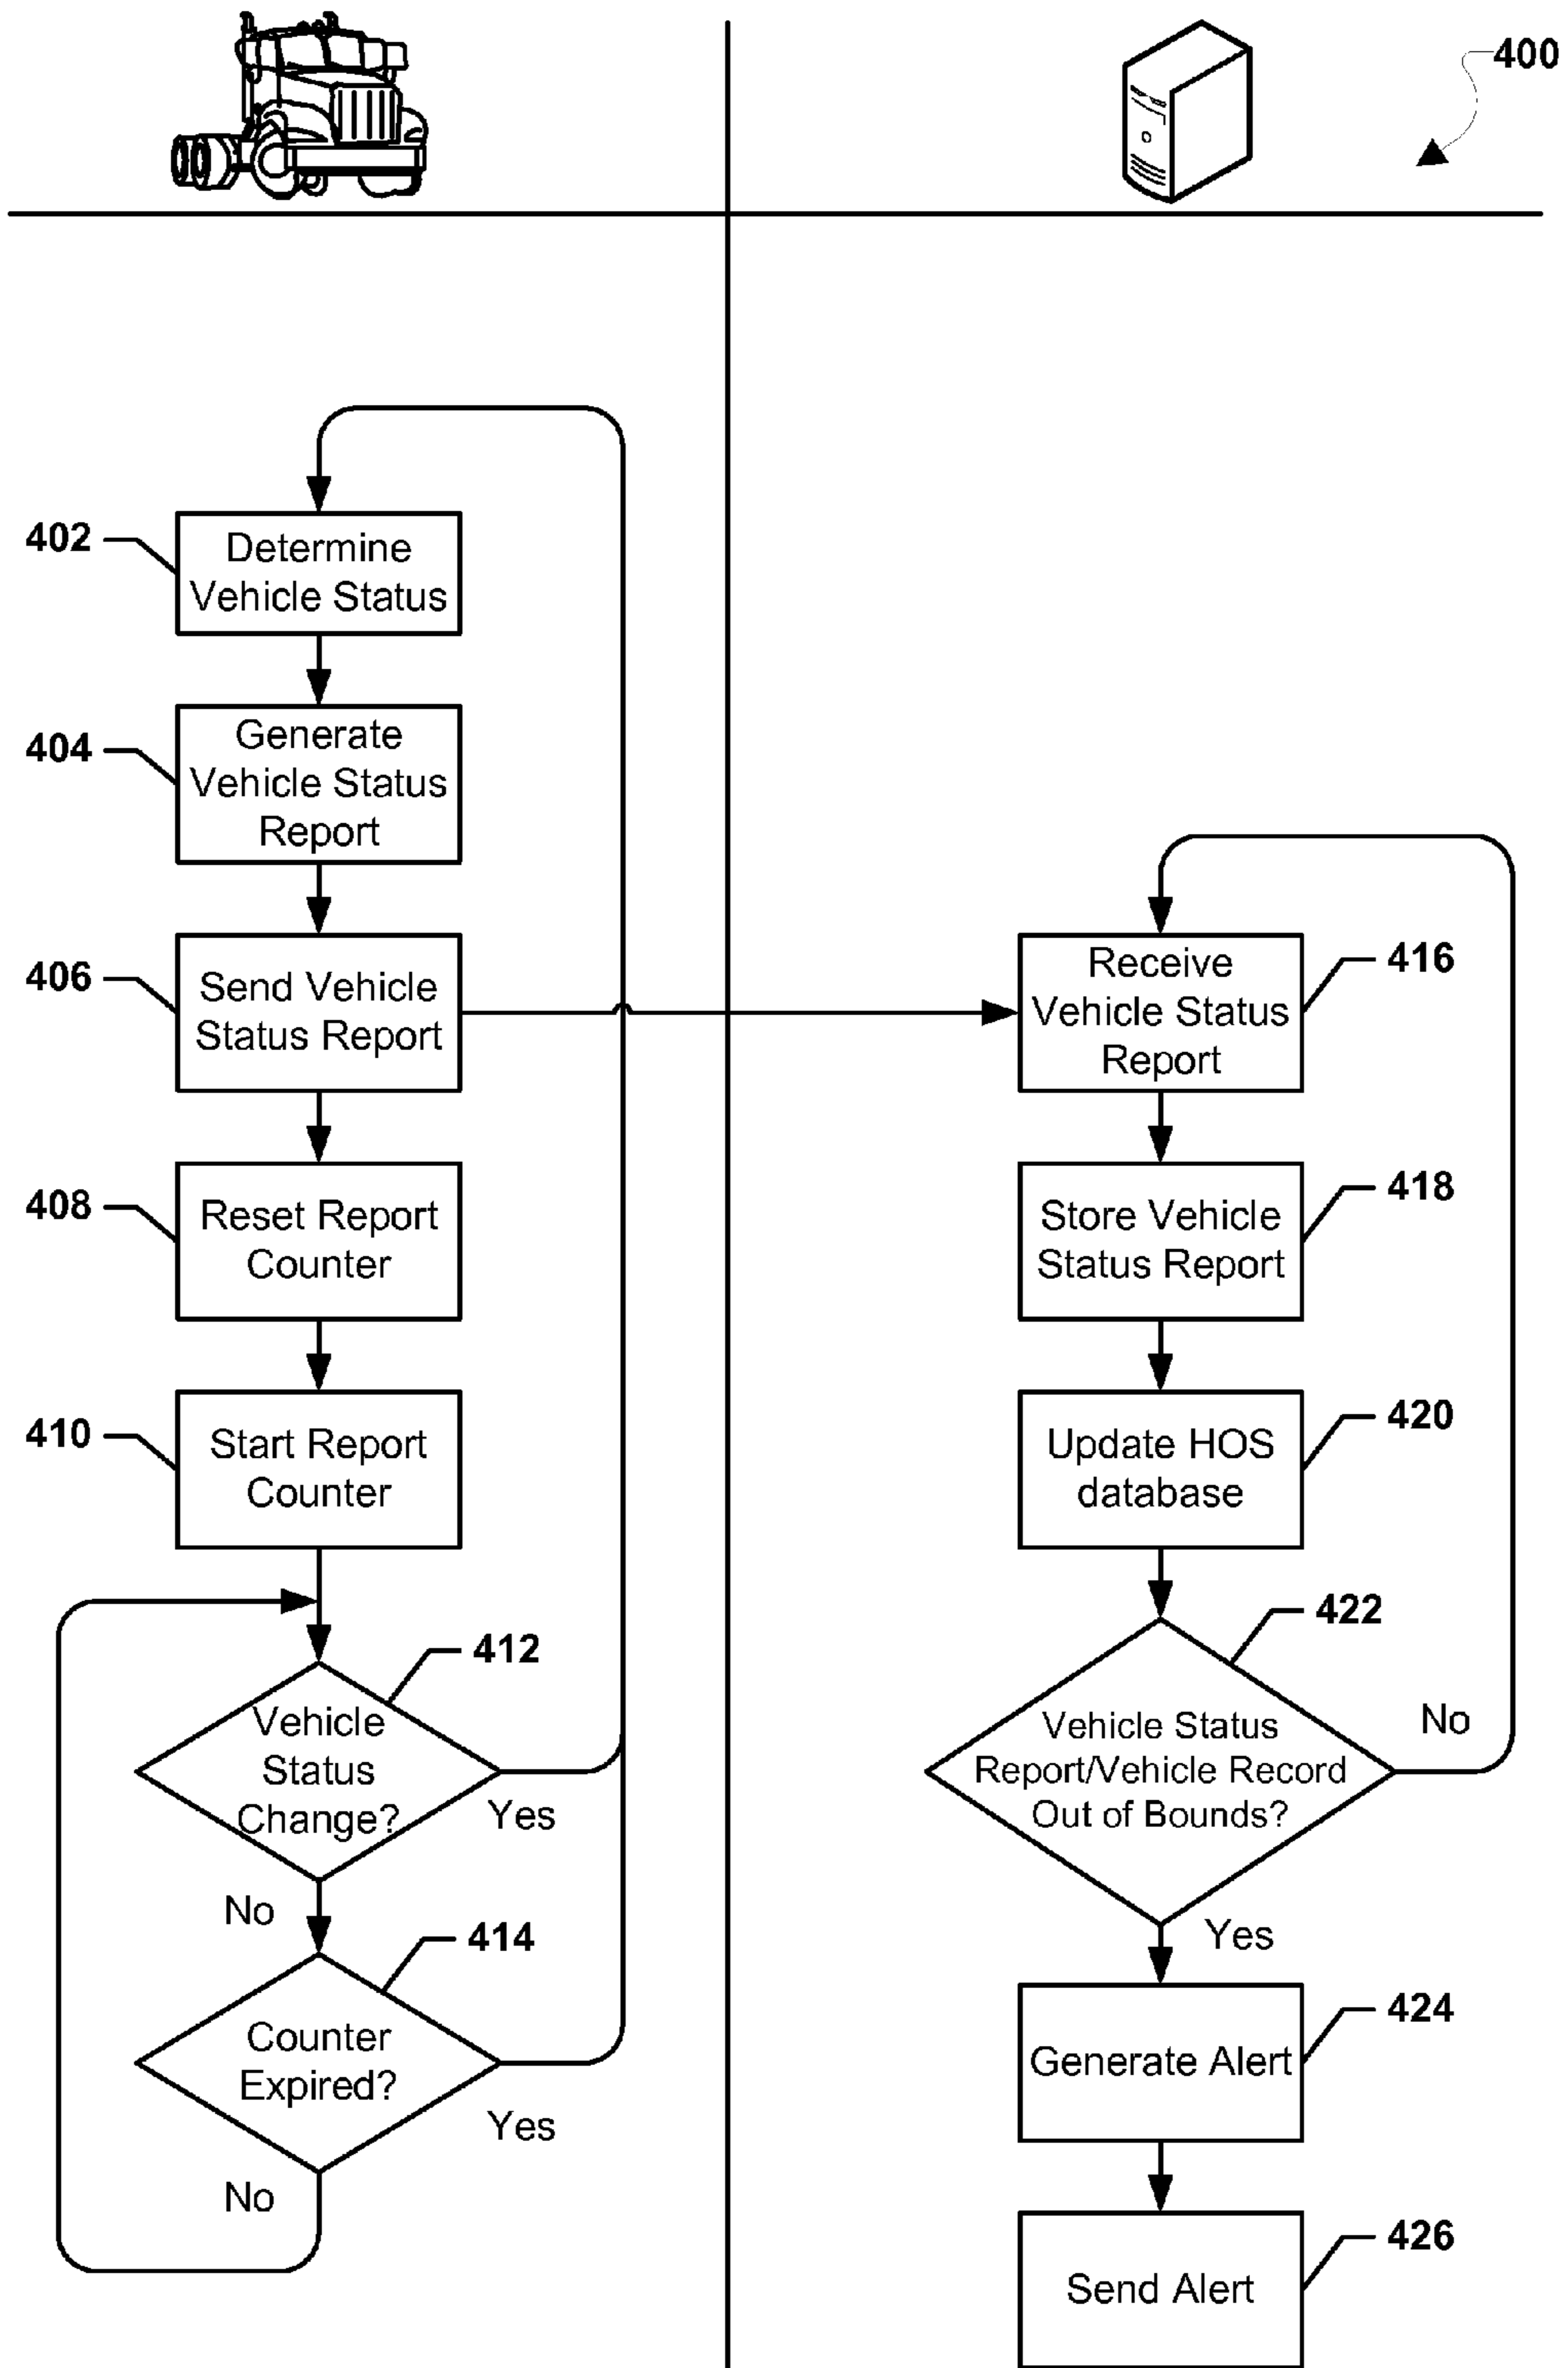 400
402
Determine
Vehicle Status
404
Generate
Vehicle Status
Report
406
Send Vehicle
Status Report
408
Reset Report
Counter
410
Start Report
Counter
412
Vehicle
Status
Change?
Yes
No
414
Counter
Expired?
Yes
No
416
Receive
Vehicle Status
Report
418
Store Vehicle
Status Report
420
Update HOS
database
422
Vehicle Status
Report/Vehicle Record
Out of Bounds?
No
Yes
424
Generate Alert
426
Send Alert